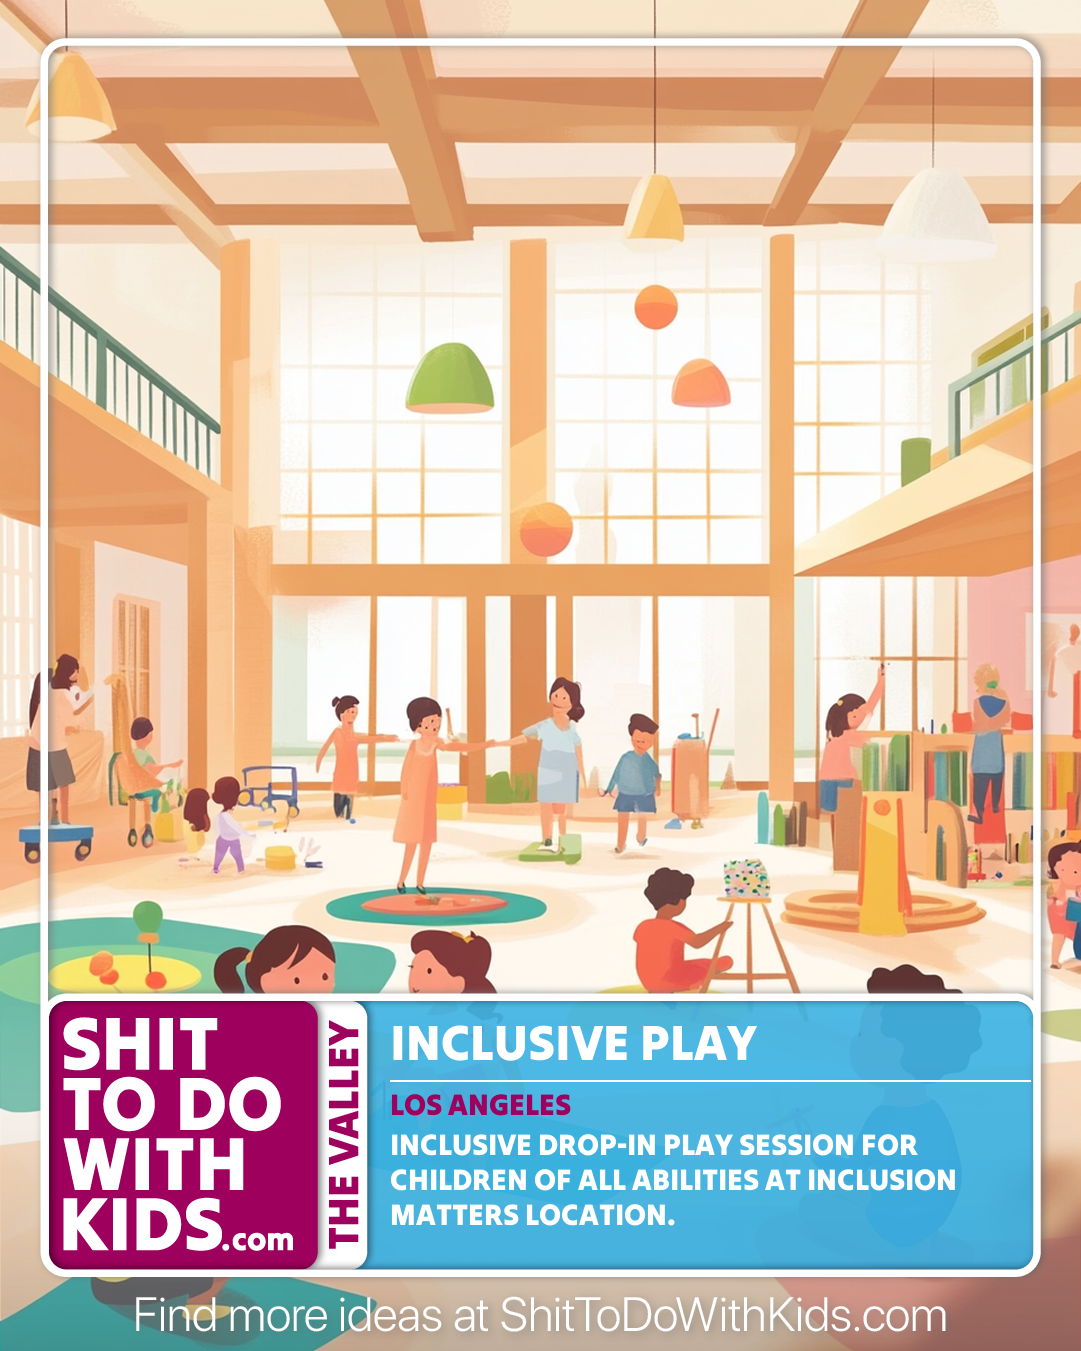 SHIT
TO DO
WITH
KIDS.com
THE VALLEY
INCLUSIVE PLAY
LOS ANGELES
INCLUSIVE DROP-IN PLAY SESSION FOR
CHILDREN OF ALL ABILITIES AT INCLUSION
MATTERS LOCATION.
Find more ideas at ShitToDoWithKids.com